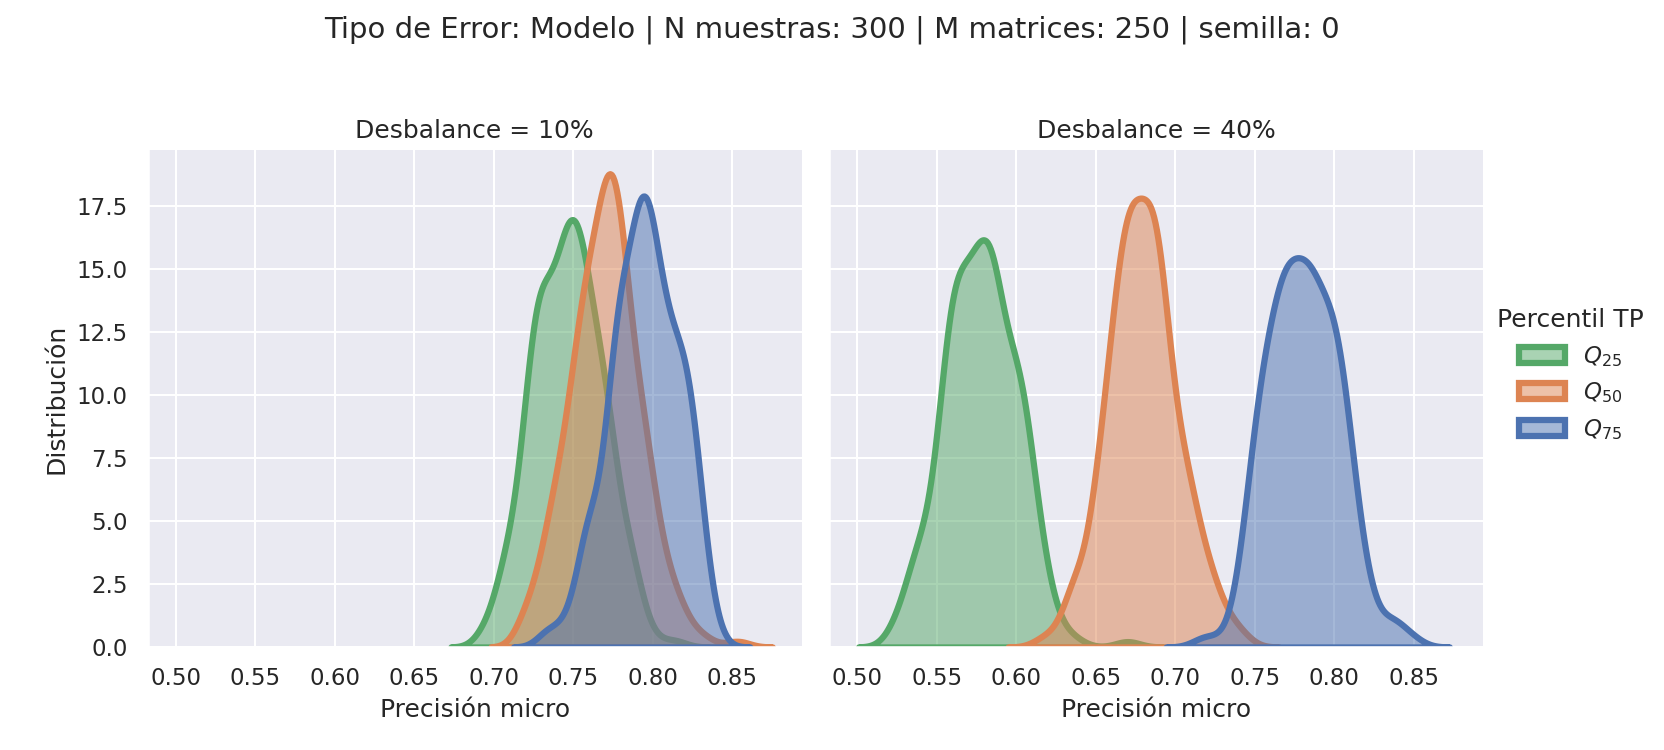 Tipo de Error: Modelo | N muestras: 300 | M matrices: 250 | semilla: 0
Desbalance = 10%
Desbalance = 40%
Distribución
17.5
15.0
12.5
10.0
7.5
5.0
2.5
0.0
0.50 0.55 0.60 0.65 0.70 0.75 0.80 0.85
Precisión micro
0.50 0.55 0.60 0.65 0.70 0.75 0.80 0.85
Precisión micro
Percentil TP
Q25
Q50
Q75